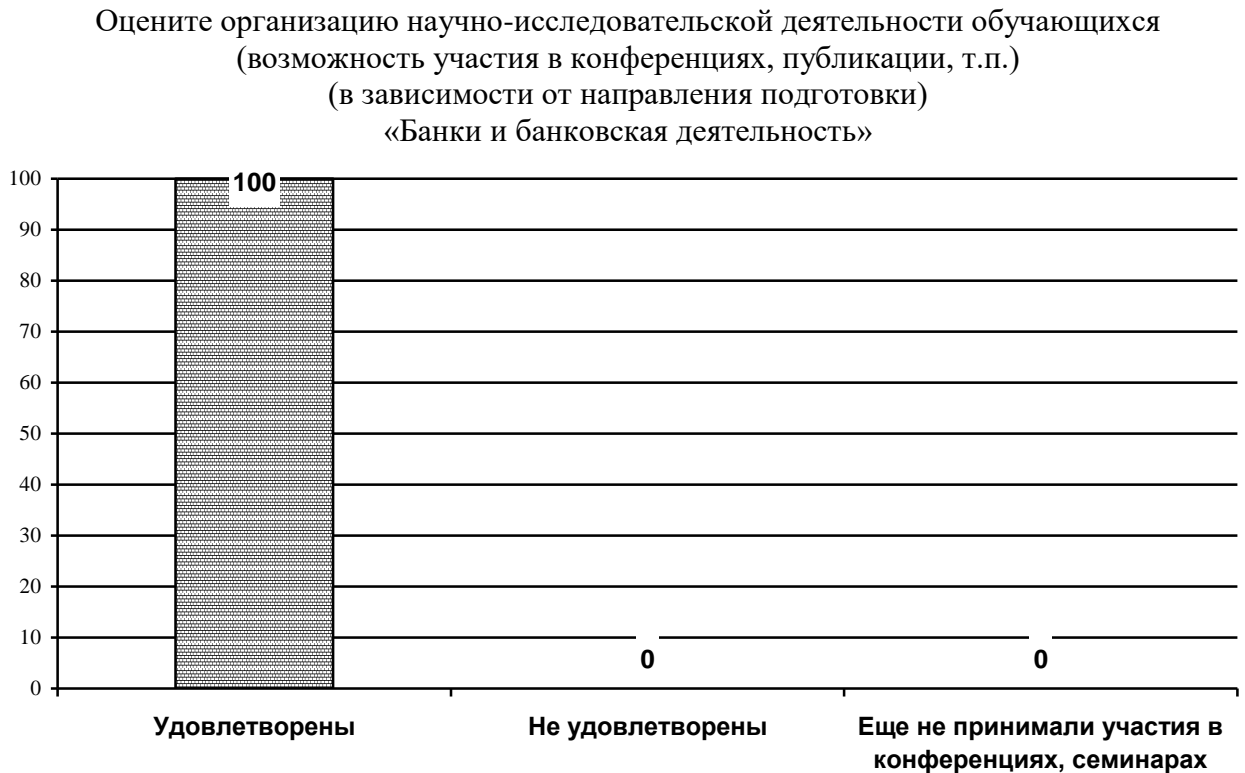 Оцените организацию научно-исследовательской деятельности обучающихся
(возможность участия в конференциях, публикации, т.п.)
(в зависимости от направления подготовки)
«Банки и банковская деятельность»
100
100
90
80
70
60
50
40
30
20
10
0
0
0
Удовлетворены
Не удовлетворены
Еще не принимали участия в
конференциях, семинарах